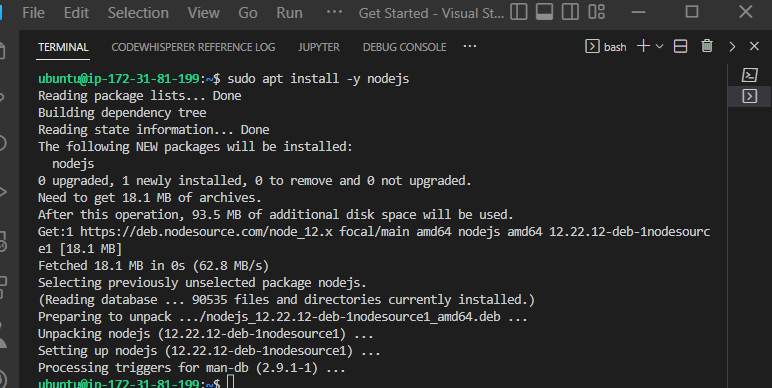 File Edit Selection View Go Run ··· Get Started - Visual St...
TERMINAL CODEWHISPERER REFERENCE LOG JUPYTER DEBUG CONSOLE ··· bash
ubuntu@ip-172-31-81-199:~$ sudo apt install -y nodejs
Reading package lists... Done
Building dependency tree
Reading state information... Done
The following NEW packages will be installed:
  nodejs
0 upgraded, 1 newly installed, 0 to remove and 0 not upgraded.
Need to get 18.1 MB of archives.
After this operation, 93.5 MB of additional disk space will be used.
Get:1 https://deb.nodesource.com/node_12.x focal/main amd64 nodejs amd64 12.22.12-deb-1nodesourc
e1 [18.1 MB]
Fetched 18.1 MB in 0s (62.8 MB/s)
Selecting previously unselected package nodejs.
(Reading database ... 90535 files and directories currently installed.)
Preparing to unpack .../nodejs_12.22.12-deb-1nodesource1_amd64.deb ...
Unpacking nodejs (12.22.12-deb-1nodesource1) ...
Setting up nodejs (12.22.12-deb-1nodesource1) ...
Processing triggers for man-db (2.9.1-1) ...
ubuntu@ip-172-31-81-199:~$